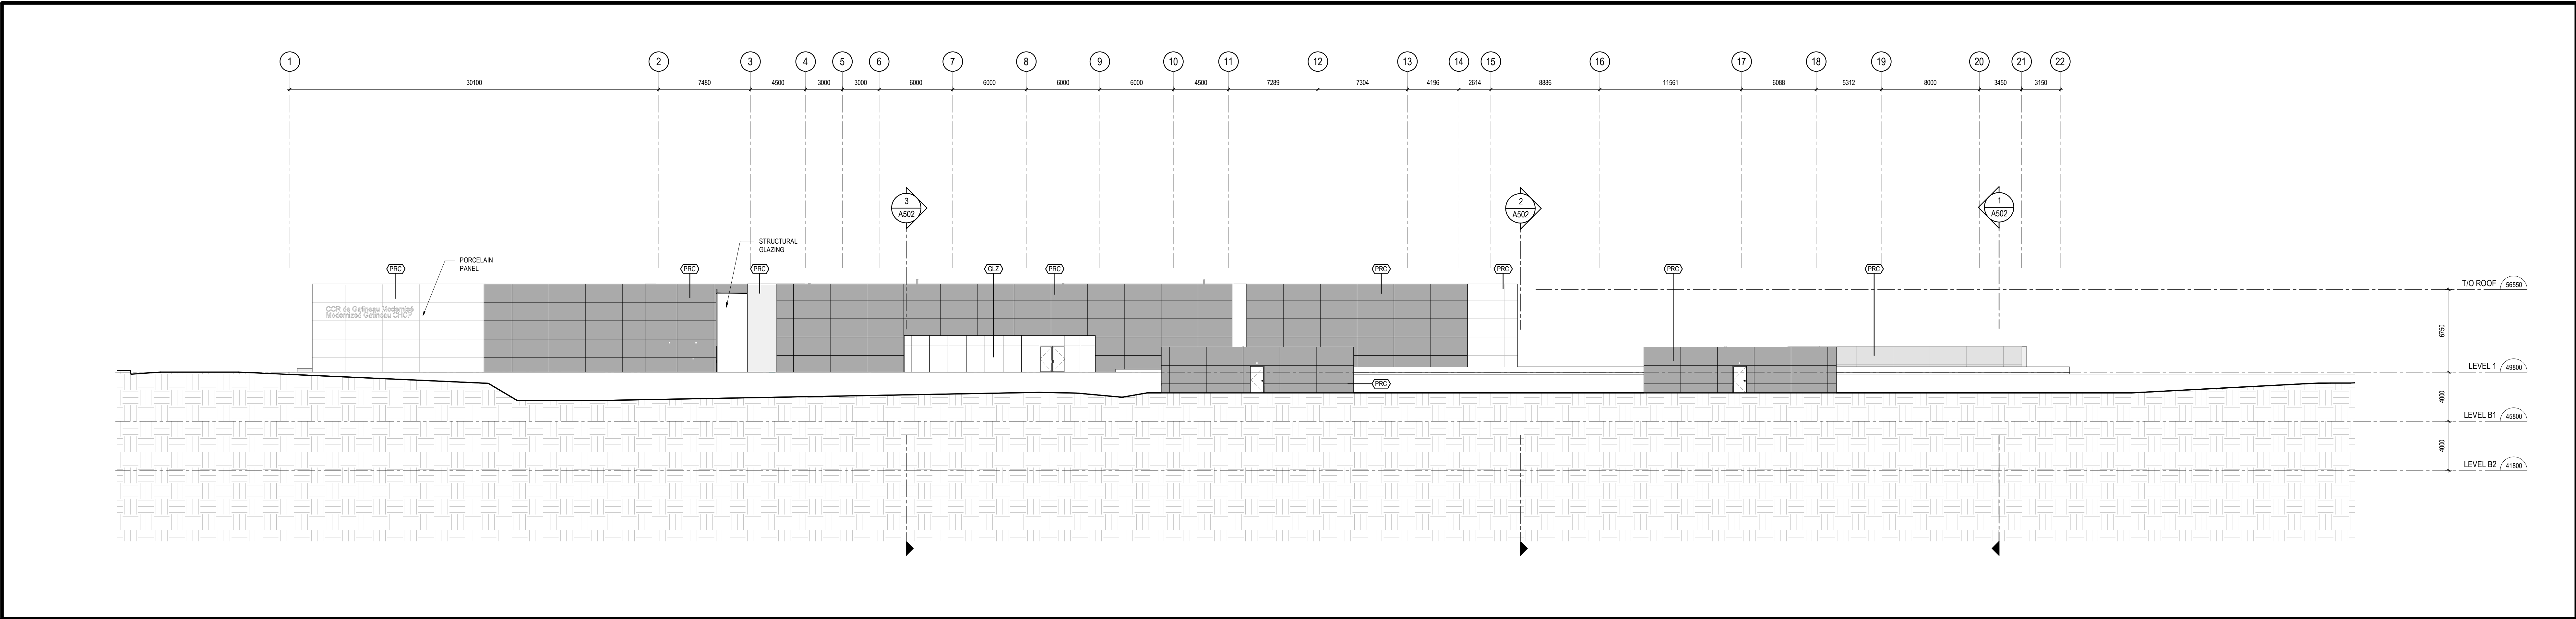 1 2 3 4 5 6 7 8 9 10 11 12 13 14 15 16 17 18 19 20 21 22
30100 7480 4500 3000 3000 6000 6000 6000 6000 4500 7289 7304 4196 2614 8886 11561 6088 5312 8000 3450 3150
3
A502
2
A502
1
A502
STRUCTURAL
GLAZING
PORCELAIN
PANEL
PRC PRC PRC GLZ PRC PRC PRC PRC PRC
T/O ROOF 56550
CCR de Gatineau Modernisé
Modernized Gatineau CHCP
6750
LEVEL 1 49800
PRC
4000
LEVEL B1 45800
4000
LEVEL B2 41800